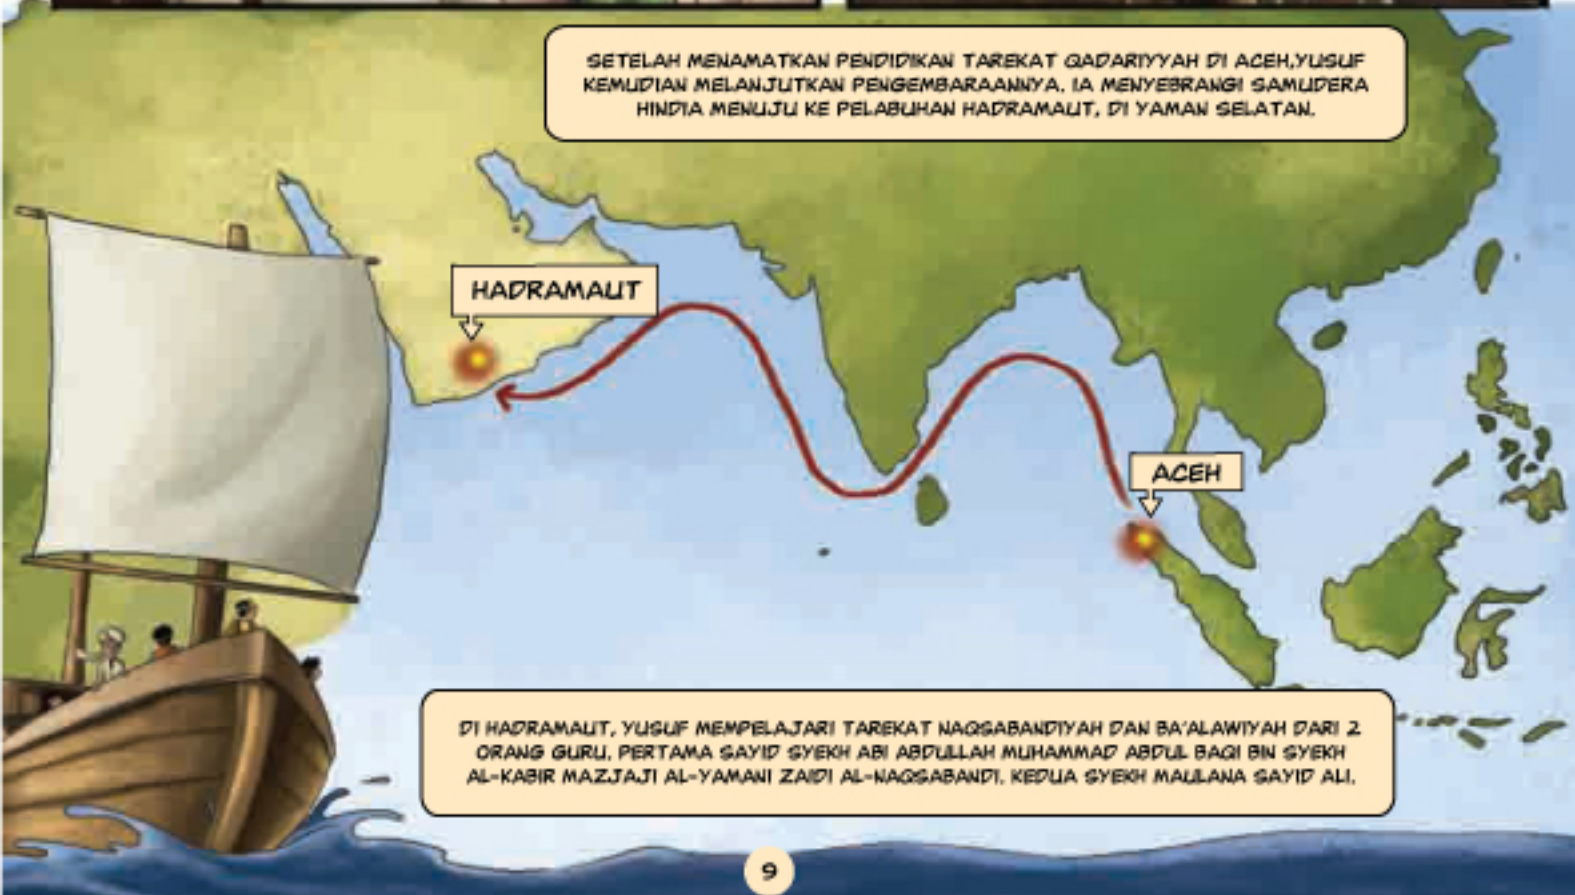 SETELAH MENAMATKAN PENDIDIKAN TAREKAT QADARIYYAH DI ACEH,YUSUF
KEMUDIAN MELANJUTKAN PENGEMBARAANNYA. IA MENYEBRANGI SAMUDERA
HINDIA MENUJU KE PELABUHAN HADRAMAUT, DI YAMAN SELATAN.
HADRAMAUT
ACEH
DI HADRAMAUT, YUSUF MEMPELAJARI TAREKAT NAQSABANDIYAH DAN BA'ALAWIYAH DARI 2
ORANG GURU. PERTAMA SAYID SYEKH ABI ABDULLAH MUHAMMAD ABDUL BAQI BIN SYEKH
AL-KABIR MAZJAJI AL-YAMANI ZAIDI AL-NAQSABANDI. KEDUA SYEKH MAULANA SAYID ALI.
9